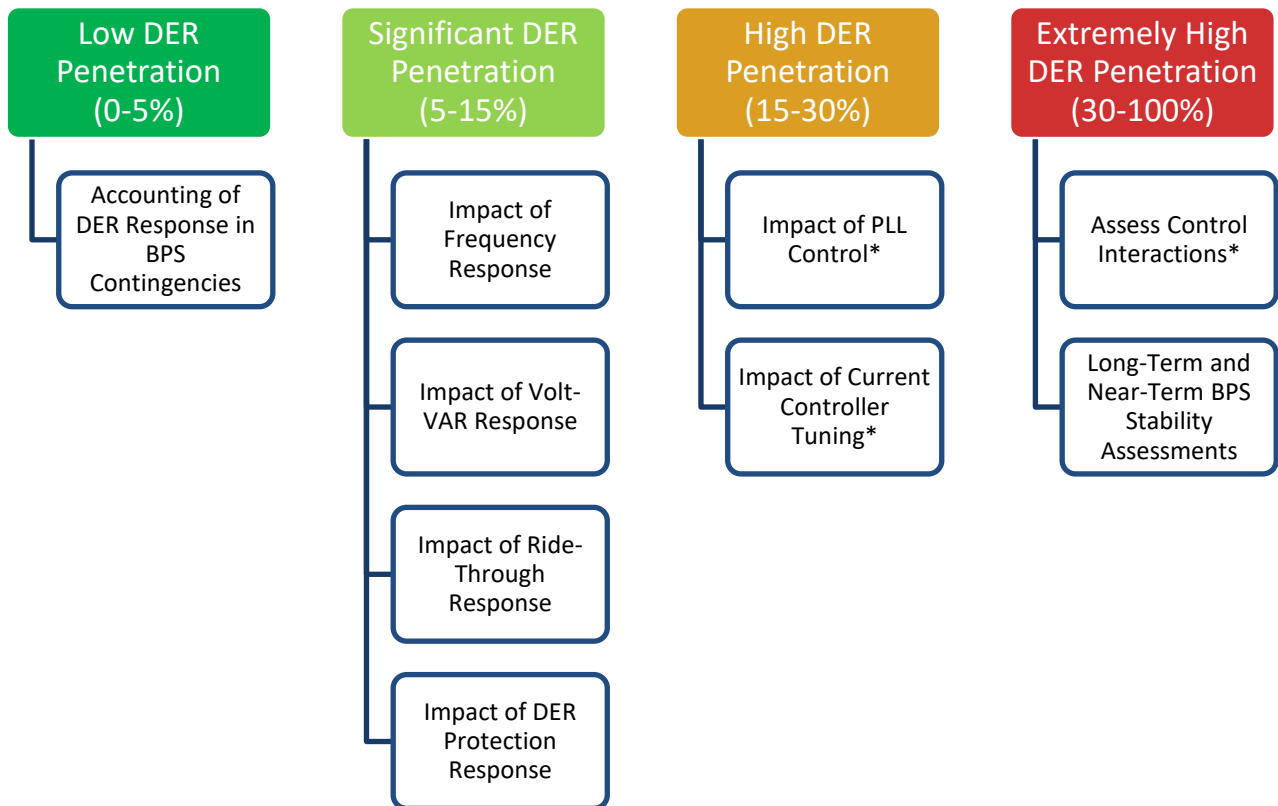 Low DER
Penetration
(0-5%)
Accounting of
DER Response in
BPS
Contingencies
Significant DER
Penetration
(5-15%)
Impact of
Frequency
Response
Impact of Volt-
VAR Response
Impact of Ride-
Through
Response
Impact of DER
Protection
Response
High DER
Penetration
(15-30%)
Impact of PLL
Control*
Impact of Current
Controller
Tuning*
Extremely High
DER Penetration
(30-100%)
Assess Control
Interactions*
Long-Term and
Near-Term BPS
Stability
Assessments